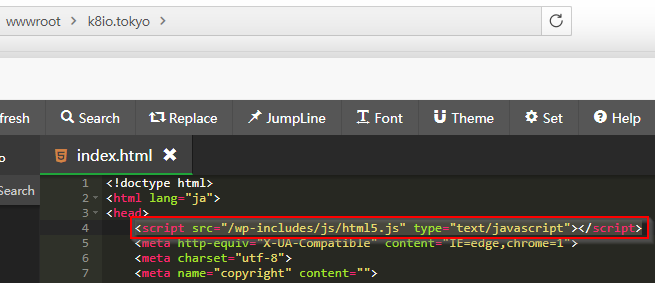 wwwroot > k8io.tokyo >
fresh Search Replace JumpLine Font Theme Set Help
o
index.html ✖
Search
1 <!doctype html>
2 <html lang="ja">
3 <head>
4 <script src="/wp-includes/js/html5.js" type="text/javascript"></script>
5 <meta http-equiv="X-UA-Compatible" content="IE=edge,chrome=1">
6 <meta charset="utf-8">
7 <meta name="copyright" content="">